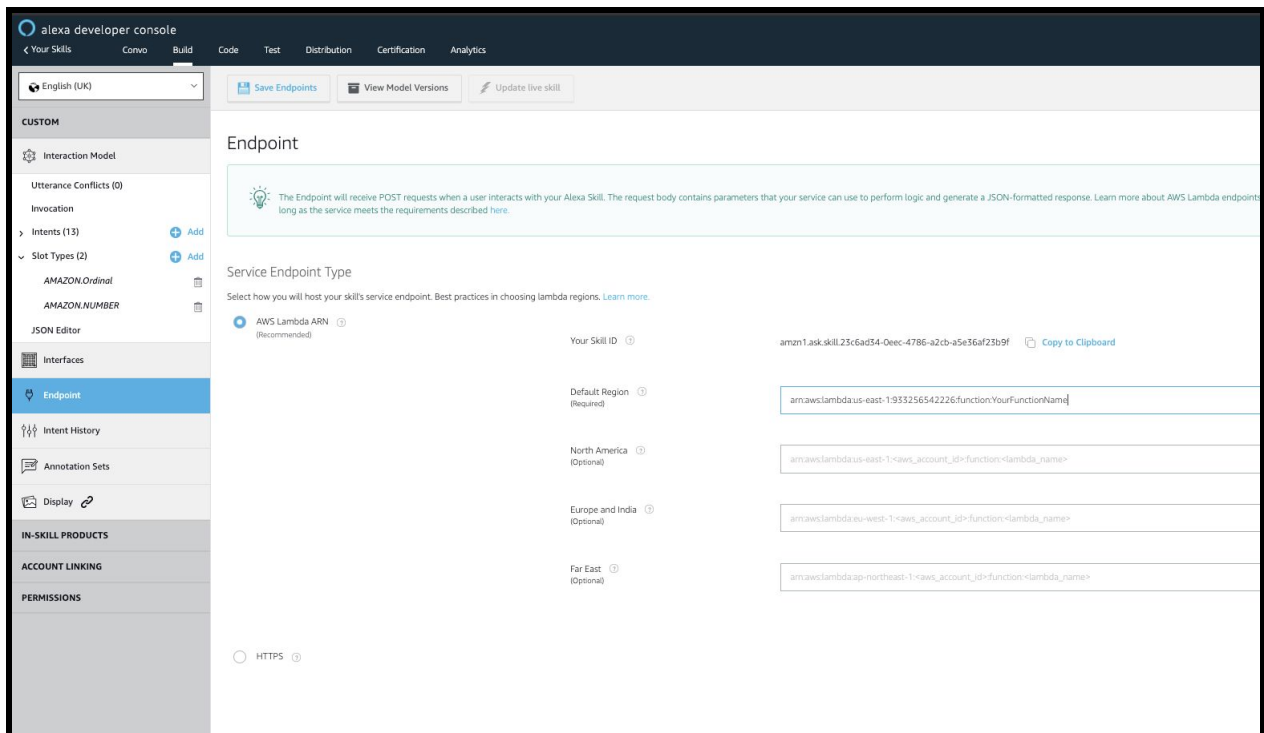 alexa developer console
Your Skills Convo Build Code Test Distribution Certification Analytics
English (UK)
Save Endpoints View Model Versions Update live skill
CUSTOM
Interaction Model
Utterance Conflicts (0)
Invocation
Intents (13) Add
Slot Types (2) Add
AMAZON.Ordinal
AMAZON.NUMBER
JSON Editor
Interfaces
Endpoint
Intent History
Annotation Sets
Display
IN-SKILL PRODUCTS
ACCOUNT LINKING
PERMISSIONS
Endpoint
The Endpoint will receive POST requests when a user interacts with your Alexa Skill. The request body contains parameters that your service can use to perform logic and generate a JSON-formatted response. Learn more about AWS Lambda endpoints
long as the service meets the requirements described here.
Service Endpoint Type
Select how you will host your skill's service endpoint. Best practices in choosing lambda regions. Learn more.
AWS Lambda ARN
(Recommended)
Your Skill ID amzn1.ask.skill.23c6ad34-0eec-4786-a2cb-a5e36af23b9f Copy to Clipboard
Default Region
(Required)
arn:aws:lambda:us-east-1:933256542226:function:YourFunctionName
North America
(Optional)
arn:aws:lambda:us-east-1:<aws_account_id>:function:<lambda_name>
Europe and India
(Optional)
arn:aws:lambda:eu-west-1:<aws_account_id>:function:<lambda_name>
Far East
(Optional)
arn:aws:lambda:ap-northeast-1:<aws_account_id>:function:<lambda_name>
HTTPS